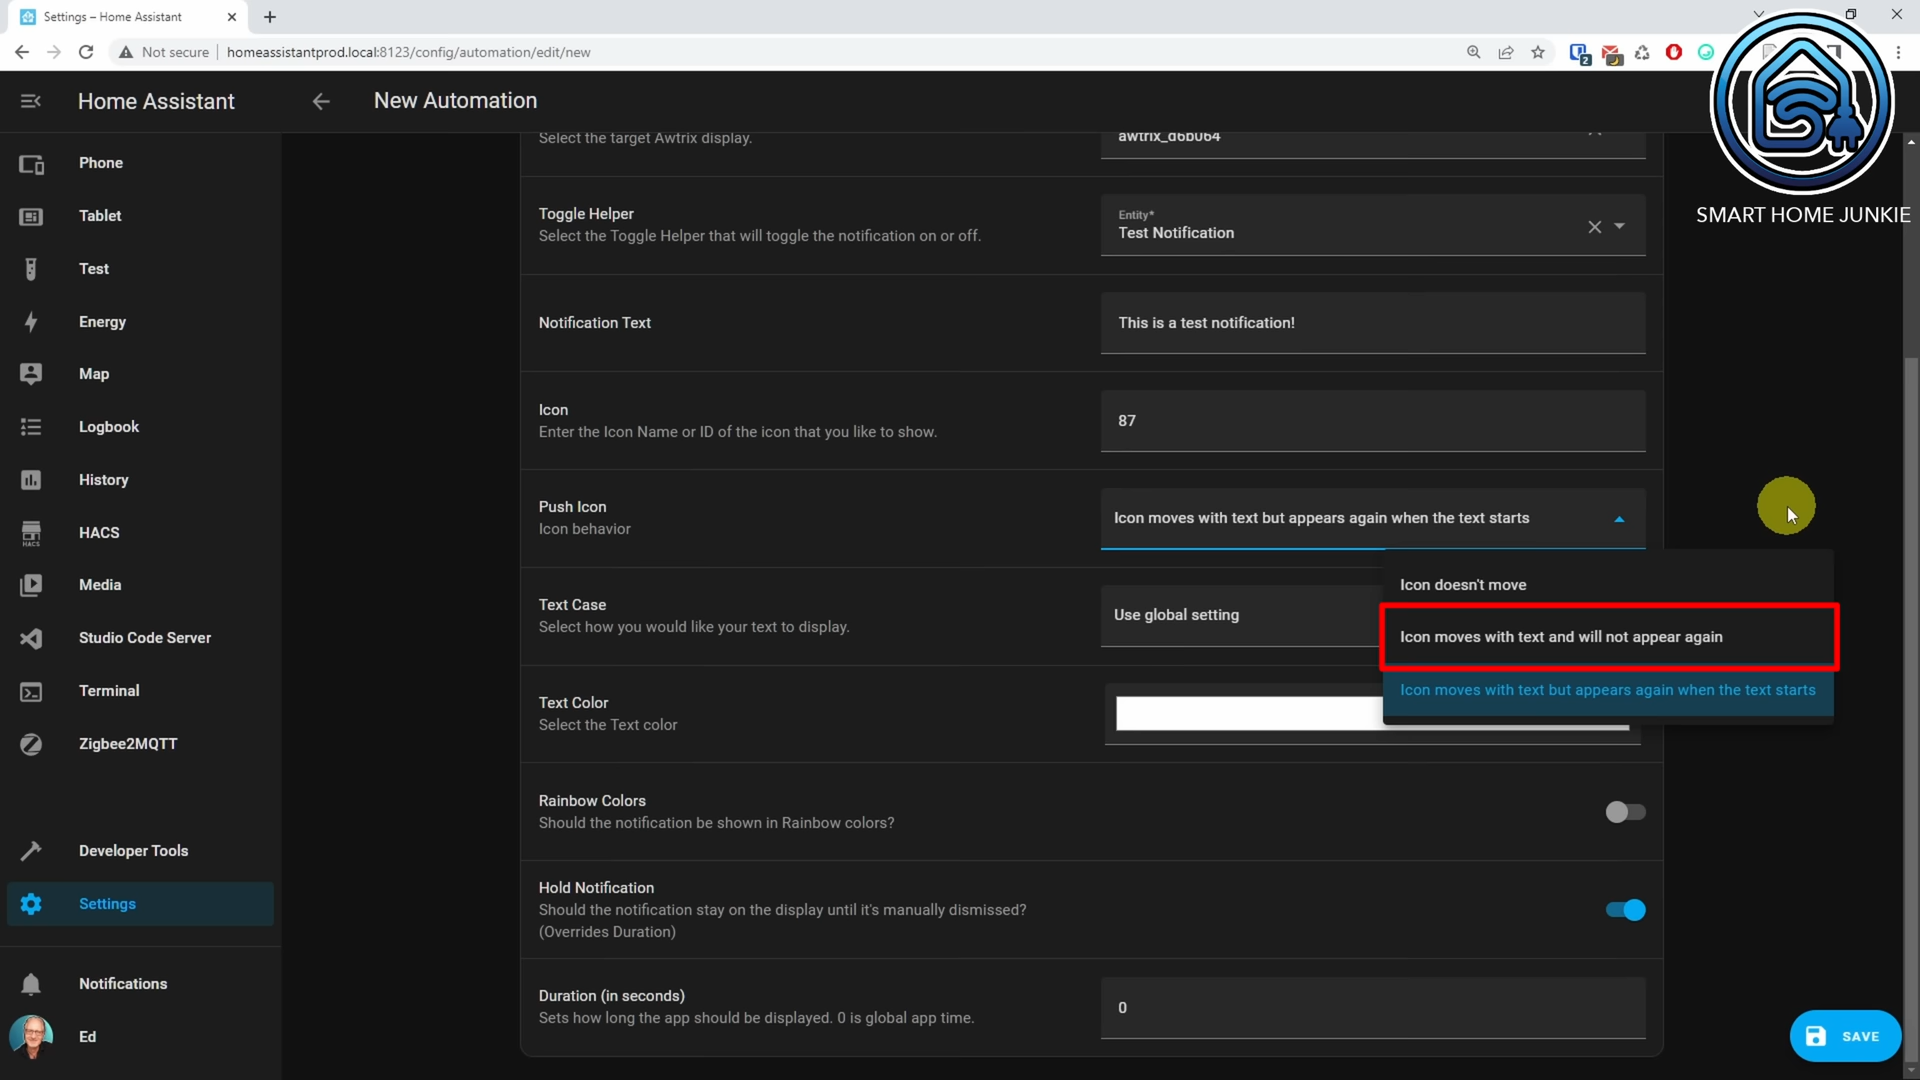 Settings – Home Assistant
Not secure
homeassistantprod.local:8123/config/automation/edit/new
2
SMART HOME JUNKIE
Home Assistant
New Automation
Phone
Tablet
Test
Energy
Map
Logbook
History
HACS
HACS
Media
Studio Code Server
Terminal
Zigbee2MQTT
Developer Tools
Settings
Notifications
Ed
Select the target Awtrix display.
awtrix_d6b064
Toggle Helper
Select the Toggle Helper that will toggle the notification on or off.
Entity*
Test Notification
Notification Text
This is a test notification!
Icon
Enter the Icon Name or ID of the icon that you like to show.
87
Push Icon
Icon behavior
Icon moves with text but appears again when the text starts
Icon doesn't move
Icon moves with text and will not appear again
Icon moves with text but appears again when the text starts
Text Case
Select how you would like your text to display.
Use global setting
Text Color
Select the Text color
Rainbow Colors
Should the notification be shown in Rainbow colors?
Hold Notification
Should the notification stay on the display until it's manually dismissed?
(Overrides Duration)
Duration (in seconds)
Sets how long the app should be displayed. 0 is global app time.
0
SAVE